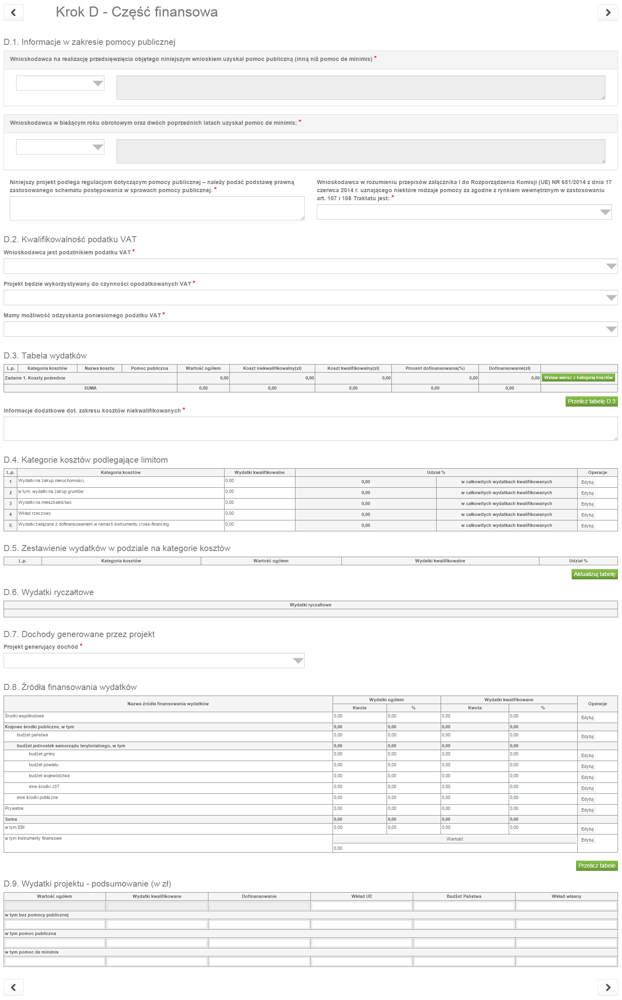 Krok D - Część finansowa
D.1. Informacje w zakresie pomocy publicznej
Wnioskodawca na realizację przedsięwzięcia objętego niniejszym wnioskiem uzyskał pomoc publiczną (inną niż pomoc de minimis) *
Wnioskodawca w bieżącym roku obrotowym oraz dwóch poprzednich latach uzyskał pomoc de minimis: *
Niniejszy projekt podlega regulacjom dotyczącym pomocy publicznej – należy podać podstawę prawną
zastosowanego schematu postępowania w sprawach pomocy publicznej. *
Wnioskodawca w rozumieniu przepisów załącznika I do Rozporządzenia Komisji (UE) NR 651/2014 z dnia 17
czerwca 2014 r. uznającego niektóre rodzaje pomocy za zgodne z rynkiem wewnętrznym w zastosowaniu
art. 107 i 108 Traktatu jest: *
D.2. Kwalifikowalność podatku VAT
Wnioskodawca jest podatnikiem podatku VAT *
Projekt będzie wykorzystywany do czynności opodatkowanych VAT *
Mamy możliwość odzyskania poniesionego podatku VAT *
D.3. Tabela wydatków
L.p. Kategoria kosztów Nazwa kosztu Pomoc publiczna Wartość ogółem Koszt niekwalifikowalny(zł) Koszt kwalifikowalny(zł) Procent dofinansowania(%) Dofinansowanie(zł)
Zadanie 1. Koszty pośrednie 0,00 0,00 0,00 0,00 0,00 Wstaw wiersz z kategorią kosztów
SUMA 0,00 0,00 0,00 0,00 0,00
Przelicz tabelę D.3
Informacje dodatkowe dot. zakresu kosztów niekwalifikowanych *
D.4. Kategorie kosztów podlegające limitom
L.p. Kategoria kosztów Wydatki kwalifikowalne Udział % Operacje
1 Wydatki na zakup nieruchomości, 0,00 0,00 w całkowitych wydatkach kwalifikowanych Edytuj
2 w tym: wydatki na zakup gruntów 0,00 0,00 w całkowitych wydatkach kwalifikowanych Edytuj
3 Wydatki na mieszkalnictwo 0,00 0,00 w całkowitych wydatkach kwalifikowanych Edytuj
4 Wkład rzeczowy 0,00 0,00 w całkowitych wydatkach kwalifikowanych Edytuj
5 Wydatki związane z dofinansowaniem w ramach instrumentu cross-financing 0,00 0,00 w całkowitych wydatkach kwalifikowanych Edytuj
D.5. Zestawienie wydatków w podziale na kategorie kosztów
L.p. Kategoria kosztów Wartość ogółem Wydatki kwalifikowalne Udział %
Aktualizuj tabelę
D.6. Wydatki ryczałtowe
Wydatki ryczałtowe
D.7. Dochody generowane przez projekt
Projekt generujący dochód *
D.8. Źródła finansowania wydatków
Nazwa źródła finansowania wydatków Wydatki ogółem Wydatki kwalifikowane Operacje
Kwota % Kwota %
Środki wspólnotowe 0,00 0,00 0,00 0,00 Edytuj
Krajowe środki publiczne, w tym 0,00 0,00 0,00 0,00
budżet państwa 0,00 0,00 0,00 0,00 Edytuj
budżet jednostek samorządu terytorialnego, w tym 0,00 0,00 0,00 0,00
budżet gminy 0,00 0,00 0,00 0,00 Edytuj
budżet powiatu 0,00 0,00 0,00 0,00 Edytuj
budżet województwa 0,00 0,00 0,00 0,00 Edytuj
inne środki JST 0,00 0,00 0,00 0,00 Edytuj
inne środki publiczne 0,00 0,00 0,00 0,00 Edytuj
Prywatne 0,00 0,00 0,00 0,00 Edytuj
Suma 0,00 0,00 0,00 0,00
w tym EBI 0,00 0,00 0,00 0,00 Edytuj
w tym instrumenty finansowe Wartość Edytuj
0,00
Przelicz tabele
D.9. Wydatki projektu - podsumowanie (w zł)
Wartość ogółem Wydatki kwalifikowane Dofinansowanie Wkład UE Budżet Państwa Wkład własny
w tym bez pomocy publicznej
w tym pomoc publiczna
w tym pomoc de minimis